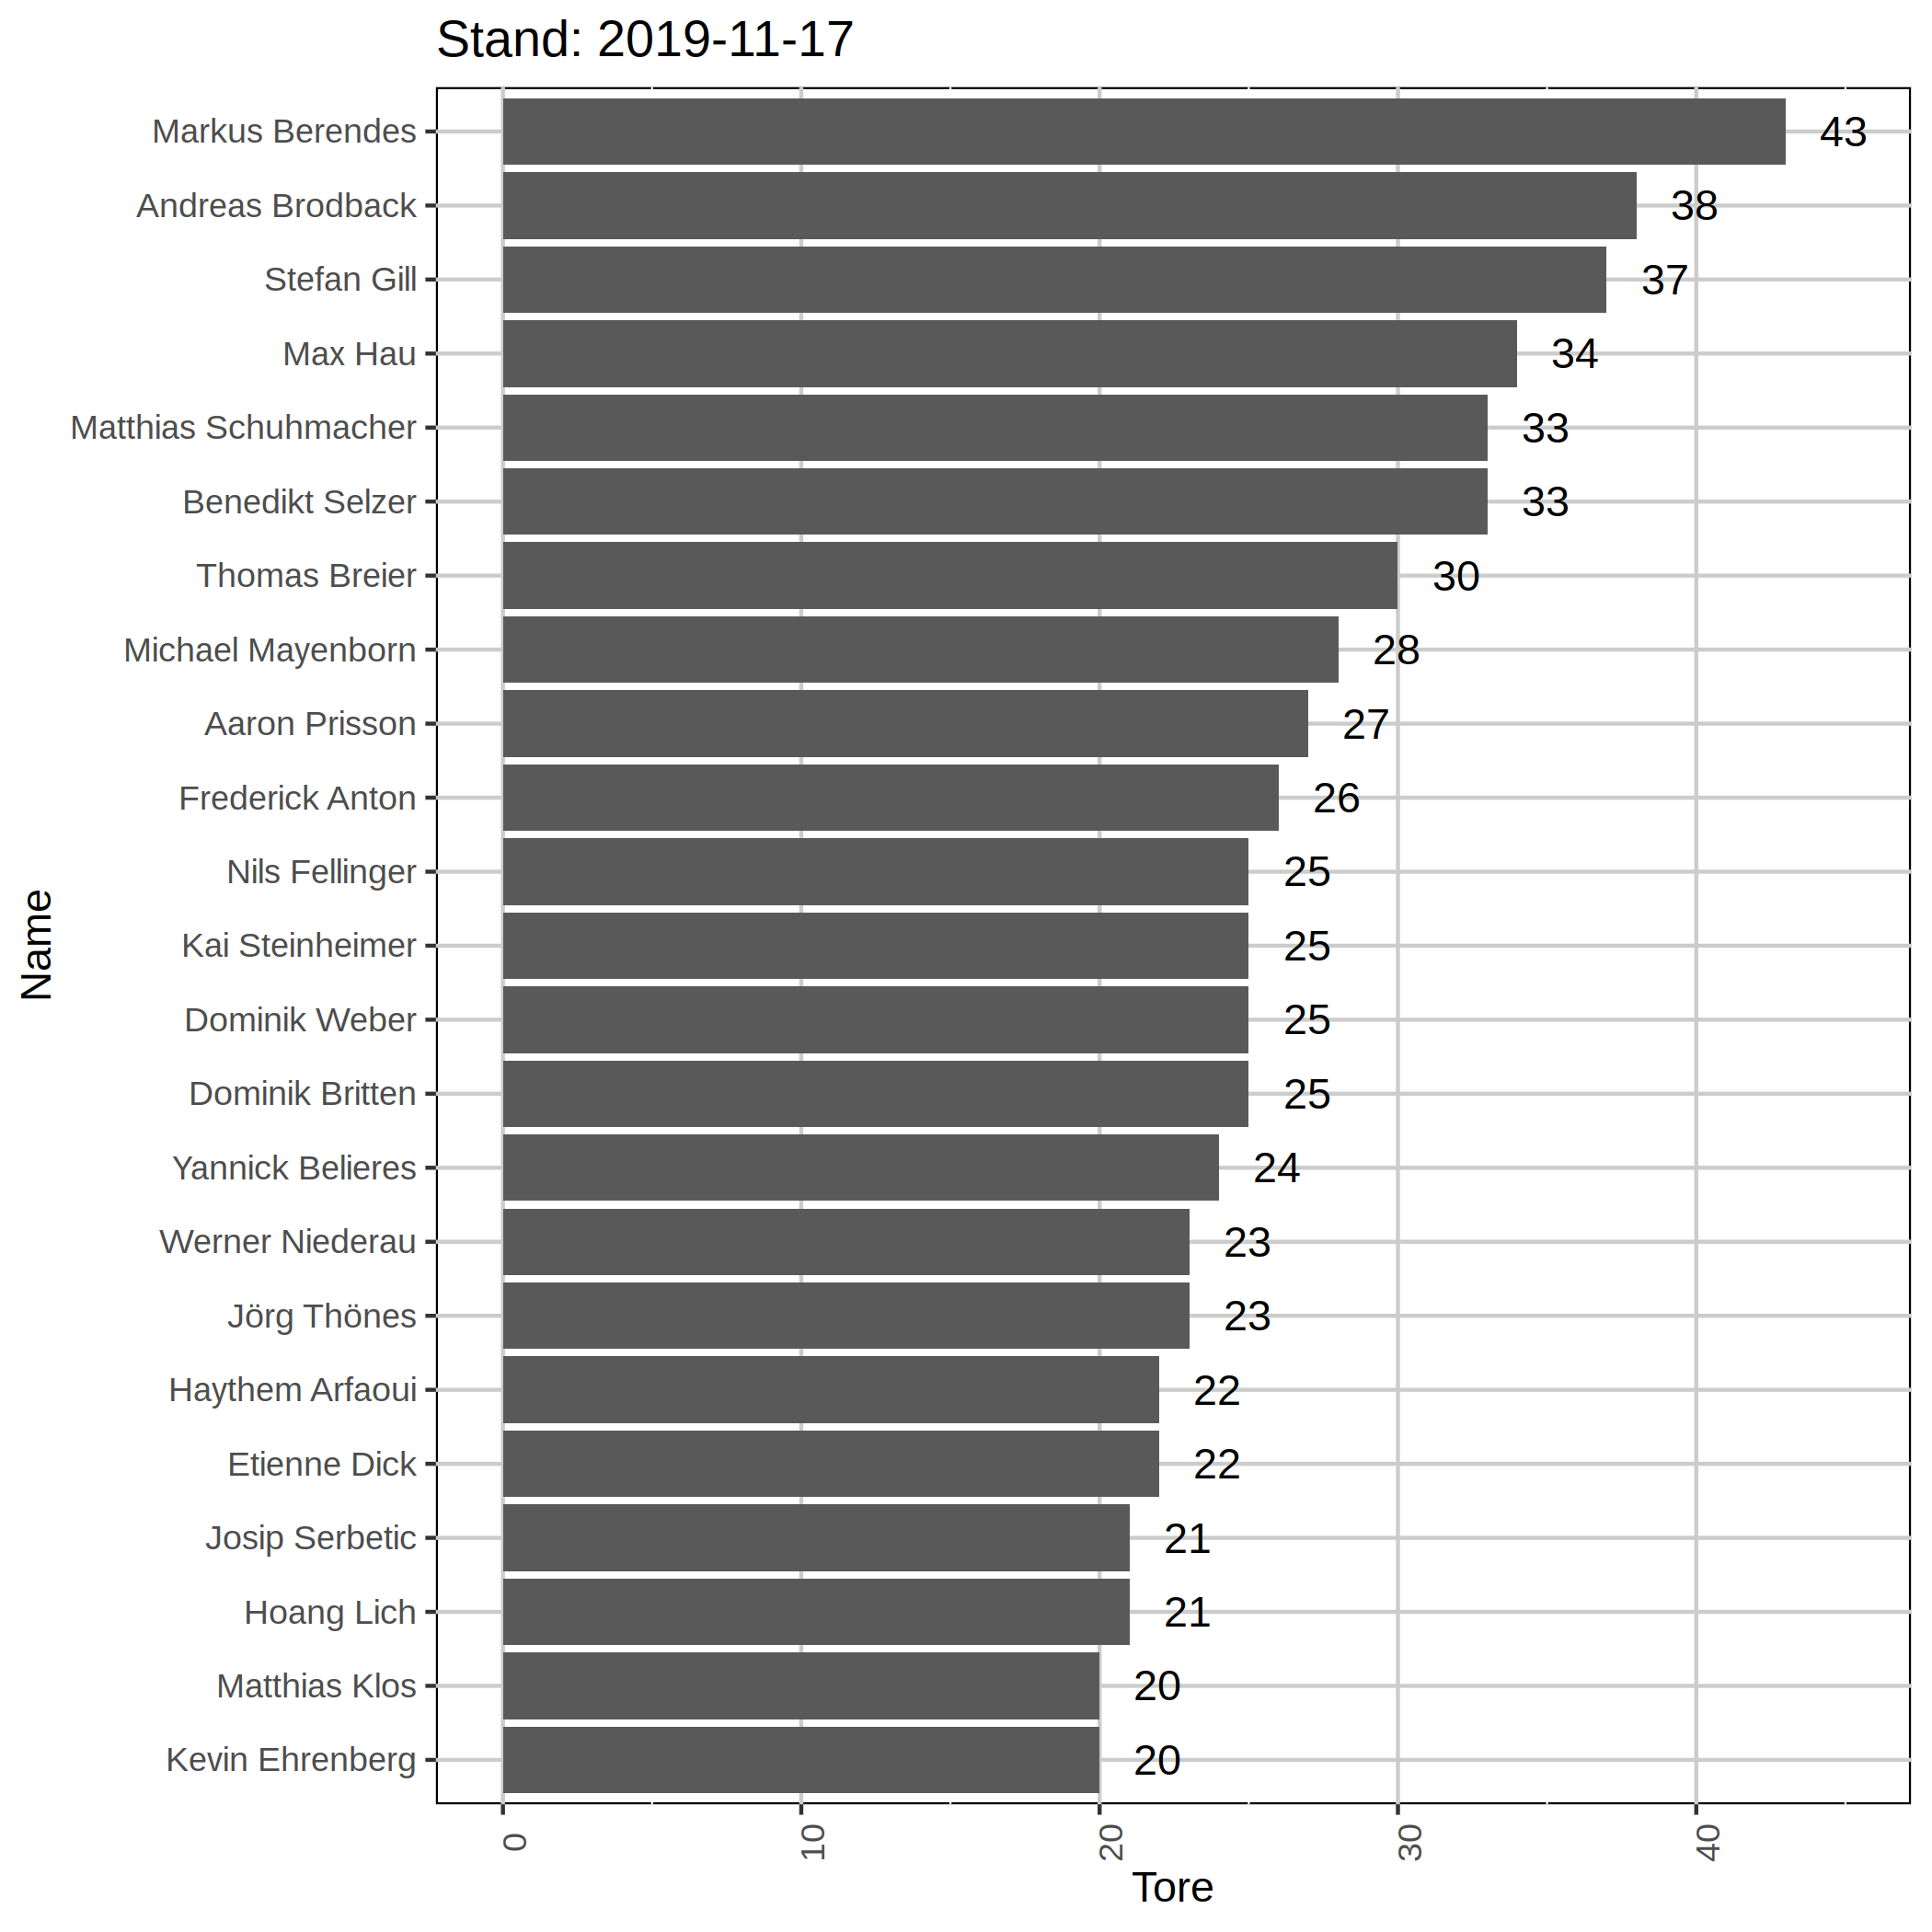 Stand: 2019-11-17
Markus Berendes 43
Andreas Brodback 38
Stefan Gill 37
Max Hau 34
Matthias Schuhmacher 33
Benedikt Selzer 33
Thomas Breier 30
Michael Mayenborn 28
Aaron Prisson 27
Frederick Anton 26
Nils Fellinger 25
Kai Steinheimer 25
Dominik Weber 25
Dominik Britten 25
Yannick Belieres 24
Werner Niederau 23
Jörg Thönes 23
Haythem Arfaoui 22
Etienne Dick 22
Josip Serbetic 21
Hoang Lich 21
Matthias Klos 20
Kevin Ehrenberg 20
Name
0 10 20 30 40
Tore